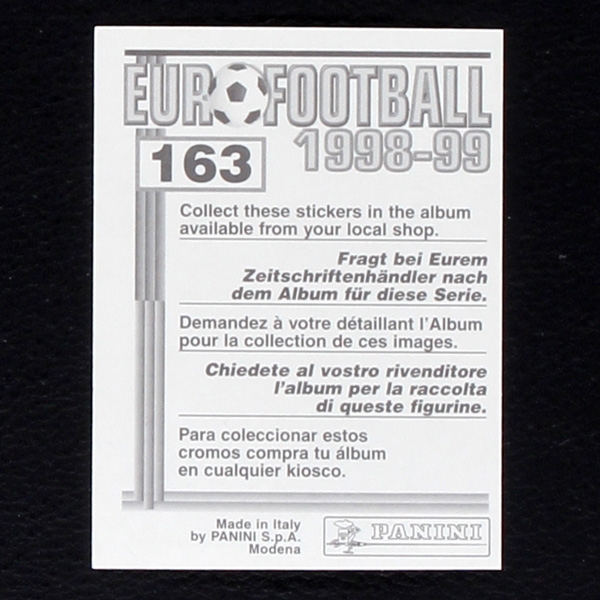 EUROFOOTBALL
1998-99
163
Collect these stickers in the album
available from your local shop.
Fragt bei Eurem
Zeitschriftenhändler nach
dem Album für diese Serie.
Demandez à votre détaillant l'Album
pour la collection de ces images.
Chiedete al vostro rivenditore
l'album per la raccolta
di queste figurine.
Para coleccionar estos
cromos compra tu álbum
en cualquier kiosco.
Made in Italy
by PANINI S.p.A.
Modena
PANINI